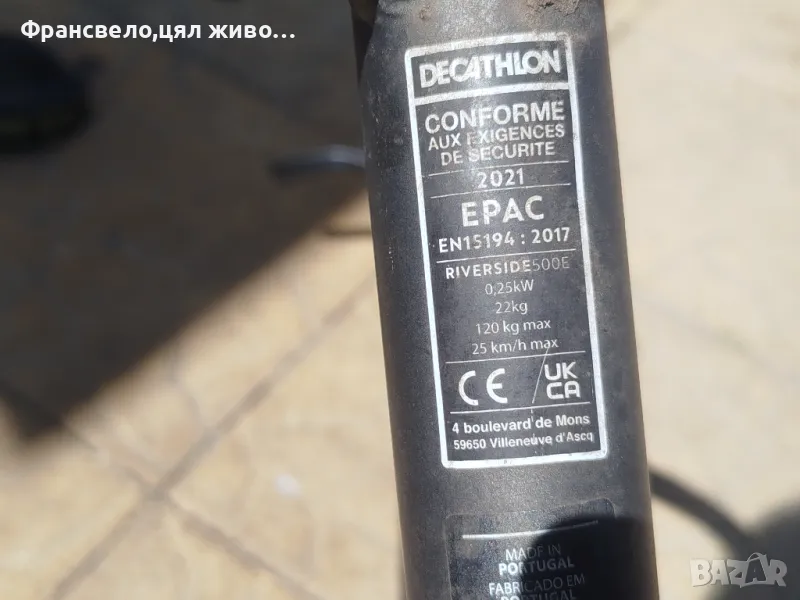 Франсвело,цял живо...
DECATHLON
CONFORME
AUX EXIGENCES
DE SECURITE
2021
EPAC
EN15194 : 2017
RIVERSIDE500E
0,25kW
22kg
120 kg max
25 km/h max
CE UK
CA
4 boulevard de Mons
59650 Villeneuve d'Ascq
MADE IN
PORTUGAL
FABRICADO EM
PORTUGAL
BAZAR